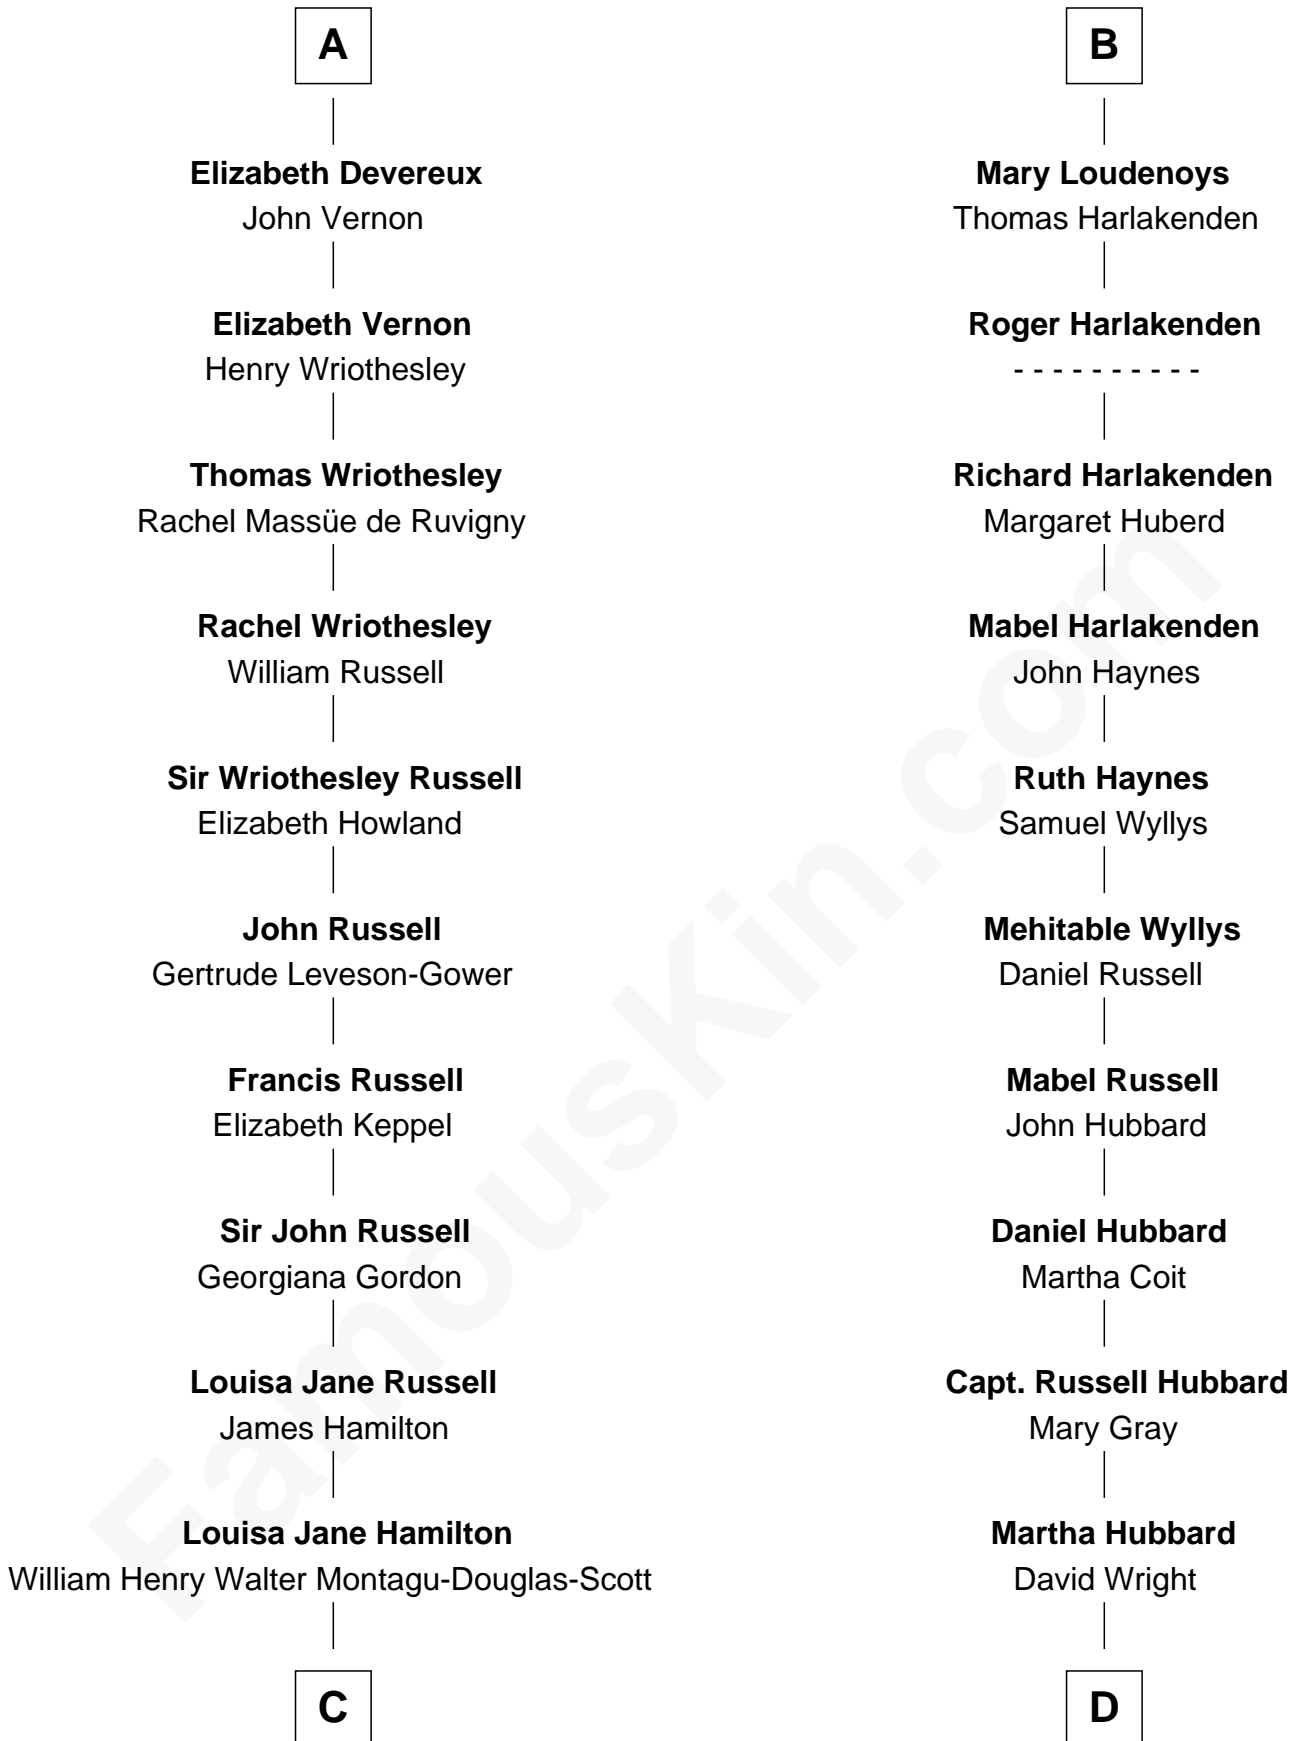 A
Elizabeth Devereux
John Vernon
Elizabeth Vernon
Henry Wriothesley
Thomas Wriothesley
Rachel Massüe de Ruvigny
Rachel Wriothesley
William Russell
Sir Wriothesley Russell
Elizabeth Howland
John Russell
Gertrude Leveson-Gower
Francis Russell
Elizabeth Keppel
Sir John Russell
Georgiana Gordon
Louisa Jane Russell
James Hamilton
Louisa Jane Hamilton
William Henry Walter Montagu-Douglas-Scott
C
B
Mary Loudenoys
Thomas Harlakenden
Roger Harlakenden
- - - - - - - - - -
Richard Harlakenden
Margaret Huberd
Mabel Harlakenden
John Haynes
Ruth Haynes
Samuel Wyllys
Mehitable Wyllys
Daniel Russell
Mabel Russell
John Hubbard
Daniel Hubbard
Martha Coit
Capt. Russell Hubbard
Mary Gray
Martha Hubbard
David Wright
D
FamousKin.com